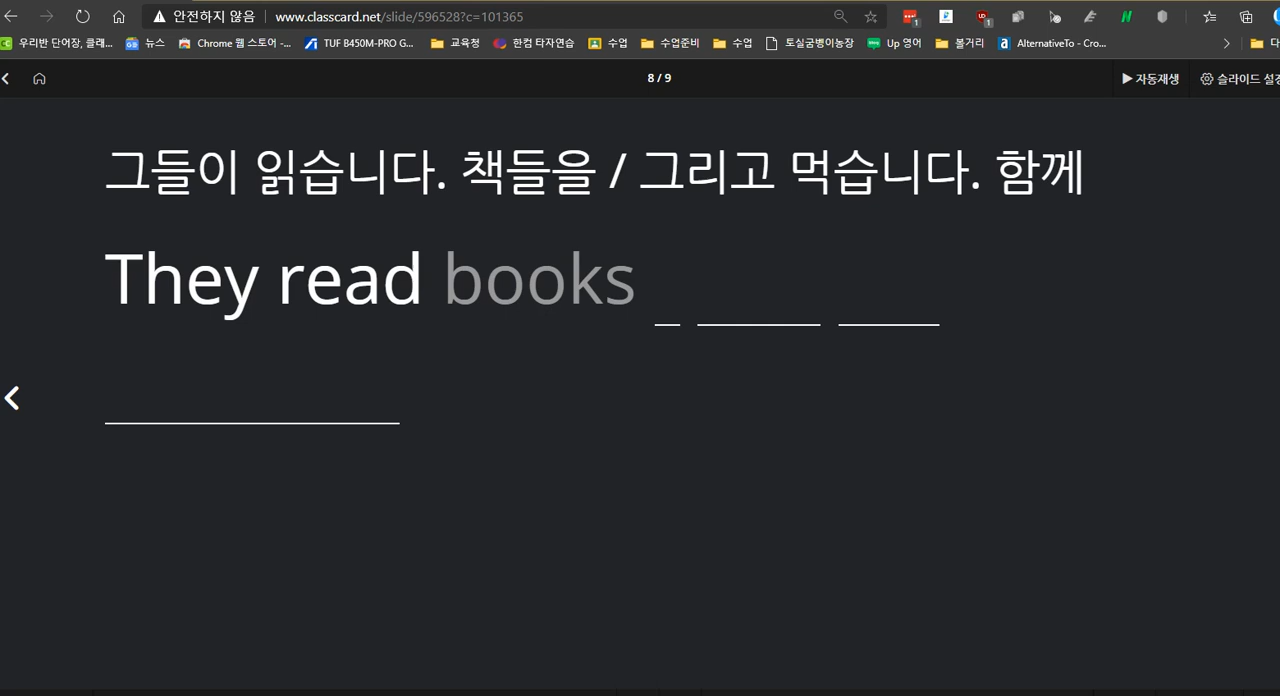 안전하지 않음 www.classcard.net/slide/596528?c=101365
우리반 단어장, 클래... 뉴스 Chrome 웹 스토어 -... TUF B450M-PRO G... 교육청 한컴 타자연습 수업 수업준비 수업 토실굼벵이농장 Up 영어 볼거리 AlternativeTo - Cro... 다
8 / 9 ▶ 자동재생 슬라이드 설정
그들이 읽습니다. 책들을 / 그리고 먹습니다. 함께
They read books